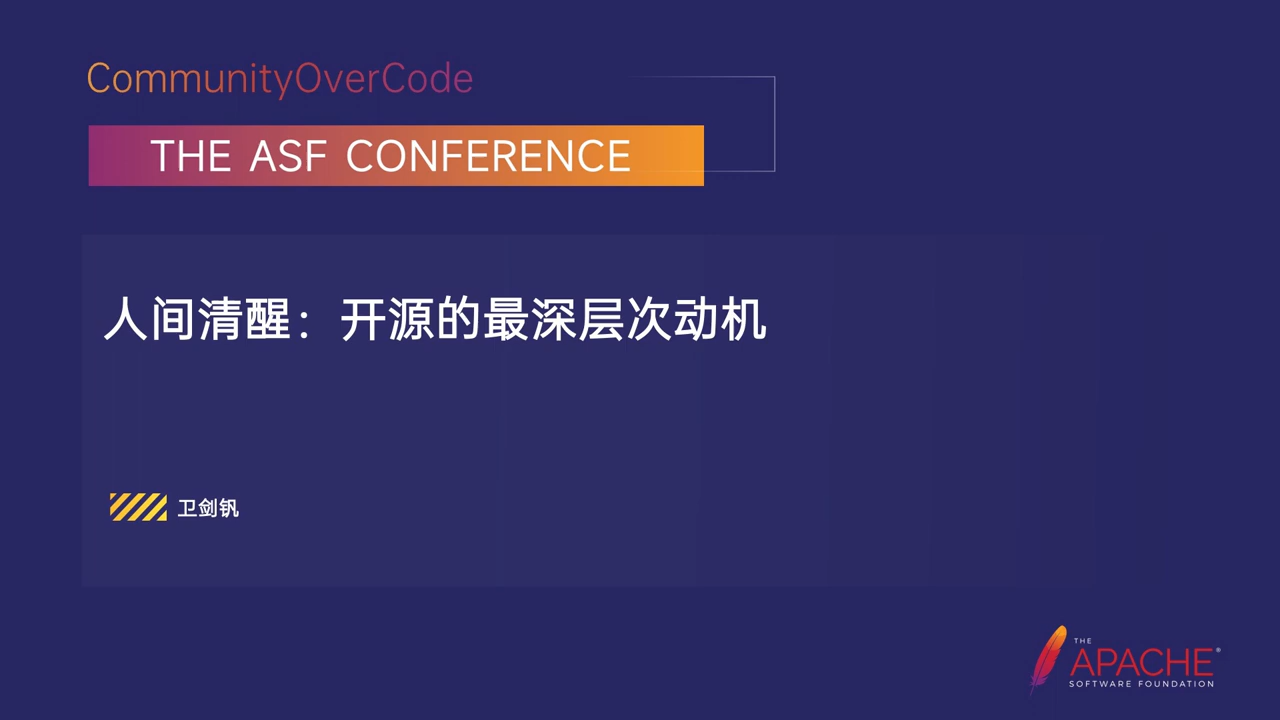 CommunityOverCode
THE ASF CONFERENCE
人间清醒：开源的最深层次动机
卫剑钒
THE
APACHE®
SOFTWARE FOUNDATION